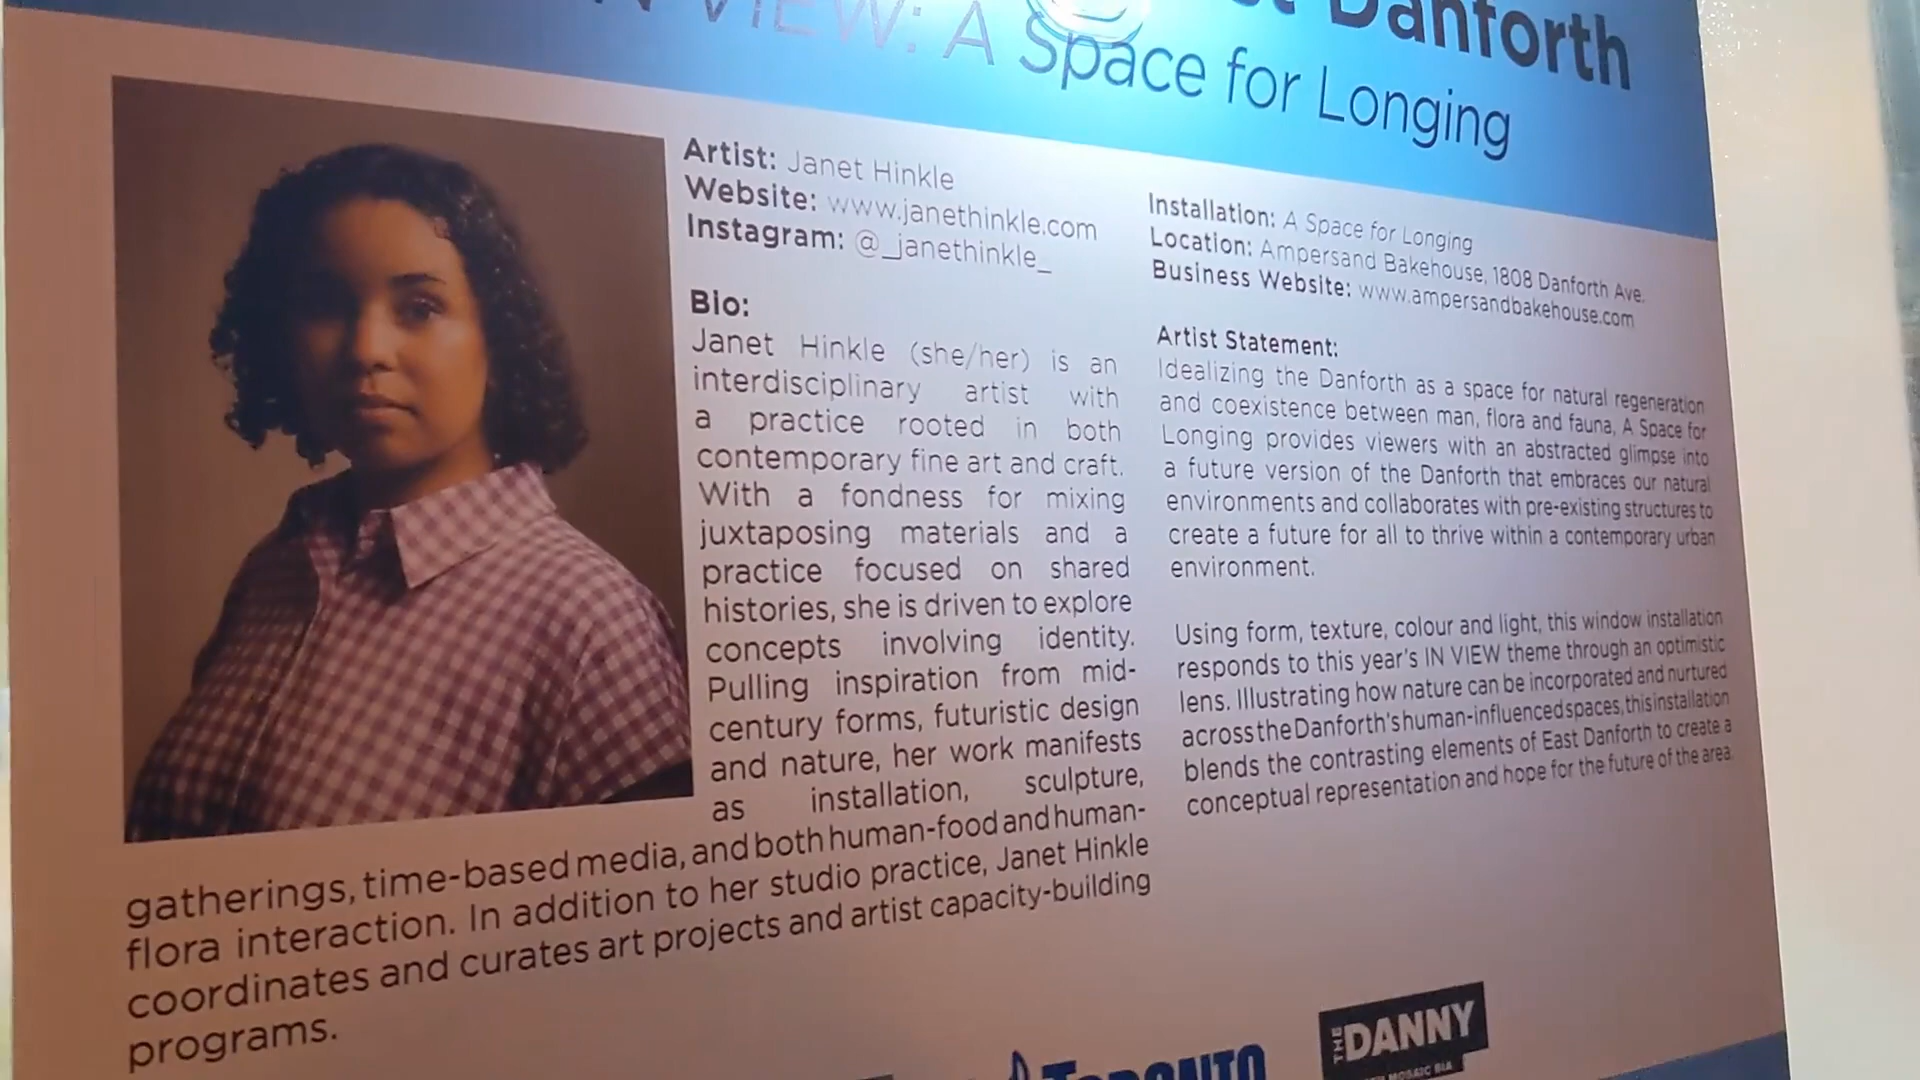 IN VIEW: A Space for Longing
Danforth
Artist: Janet Hinkle
Website: www.janethinkle.com
Instagram: @_janethinkle_
Bio:
Janet Hinkle (she/her) is an
interdisciplinary artist with
a practice rooted in both
contemporary fine art and craft.
With a fondness for mixing
juxtaposing materials and a
practice focused on shared
histories, she is driven to explore
concepts involving identity.
Pulling inspiration from mid-
century forms, futuristic design
and nature, her work manifests
as installation, sculpture,
gatherings, time-based media, and both human-food and human-
flora interaction. In addition to her studio practice, Janet Hinkle
coordinates and curates art projects and artist capacity-building
programs.
Installation: A Space for Longing
Location: Ampersand Bakehouse, 1808 Danforth Ave.
Business Website: www.ampersandbakehouse.com
Artist Statement:
Idealizing the Danforth as a space for natural regeneration
and coexistence between man, flora and fauna, A Space for
Longing provides viewers with an abstracted glimpse into
a future version of the Danforth that embraces our natural
environments and collaborates with pre-existing structures to
create a future for all to thrive within a contemporary urban
environment.
Using form, texture, colour and light, this window installation
responds to this year's IN VIEW theme through an optimistic
lens. Illustrating how nature can be incorporated and nurtured
across the Danforth's human-influenced spaces, this installation
blends the contrasting elements of East Danforth to create a
conceptual representation and hope for the future of the area.
TORONTO
THE DANNY
MOSAIC BIA